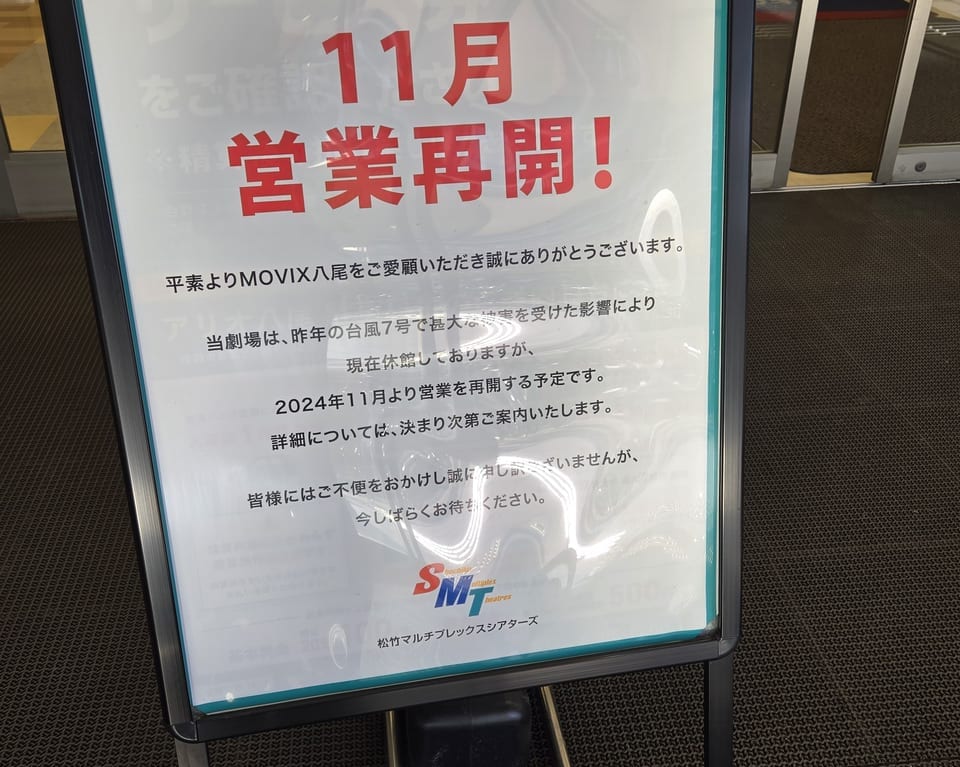 11月
営業再開!
平素よりMOVIX八尾をご愛顧いただき誠にありがとうございます。
当劇場は、昨年の台風7号で甚大な被害を受けた影響により
現在休館しておりますが、
2024年11月より営業を再開する予定です。
詳細については、決まり次第ご案内いたします。
皆様にはご不便をおかけし誠に申し訳ございませんが、
今しばらくお待ちください。
SMT
Shochiku Multiplex Theatres
松竹マルチプレックスシアターズ